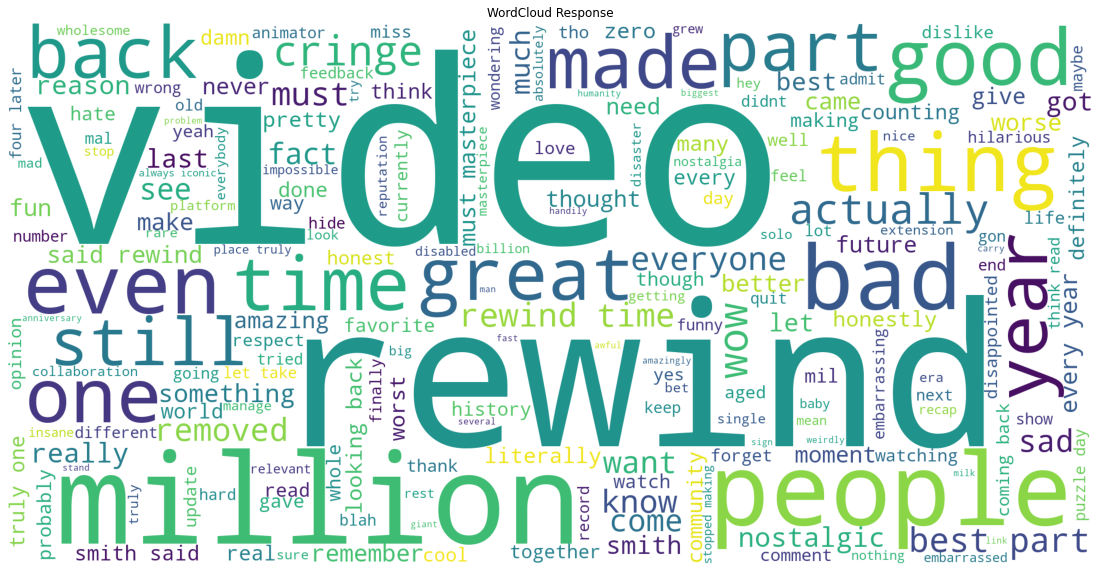 WordCloud Response
wholesome
back
damn
animator
miss
cringe
feedback
reason
wrong
never
must
try
think
wondering
much
absolutely
tho
zero
grew
made
hey
humanity
biggest
part
best
admit
good
dislike
maybe
got
give
came
counting
making
didnt
need
worse
hilarious
nice
four later
hate
old
problem
mal
yeah
mad
stop
last
always iconic
everybody
pretty
fact
impossible
reputation
currently
video
must masterpiece
masterpiece
love
disaster
many
nostalgia
every
day
well
feel
thing
life
definitely
fun
see
platform
done
way
thought
handily
number
make
rare
hide
look
solo
lot
actually
extension
gon
carry
said rewind
place truly
disabled
billion
everyone
future
end
think read
year
every year
even
time
honest
great
man
though
getting
better
quit
bad
anniversary
still
amazing
respect
tried
favorite
rewind time
funny
wow
let
honestly
disappointed
opinion
collaboration
going
let take
big
fast
awful
amazingly
yes
bet
aged
embarrassing
era
next
recap
one
something
world
manage
looking back
finally
worst
history
several
rewind
keep
single
baby
mean
show
insane
different
removed
sign
weirdly
coming back
sad
truly one
probably
really
stand
relevant
whole
literally
want
forget
moment
watching
puzzle day
million
truly
update
hard
gave
read
thank
rest
blah
giant
record
watch
know
come
smith
community
stopped making
people
milk
nostalgic
link
smith said
real
sure
remember
cool
together
comment
nothing
best part
embarrassed